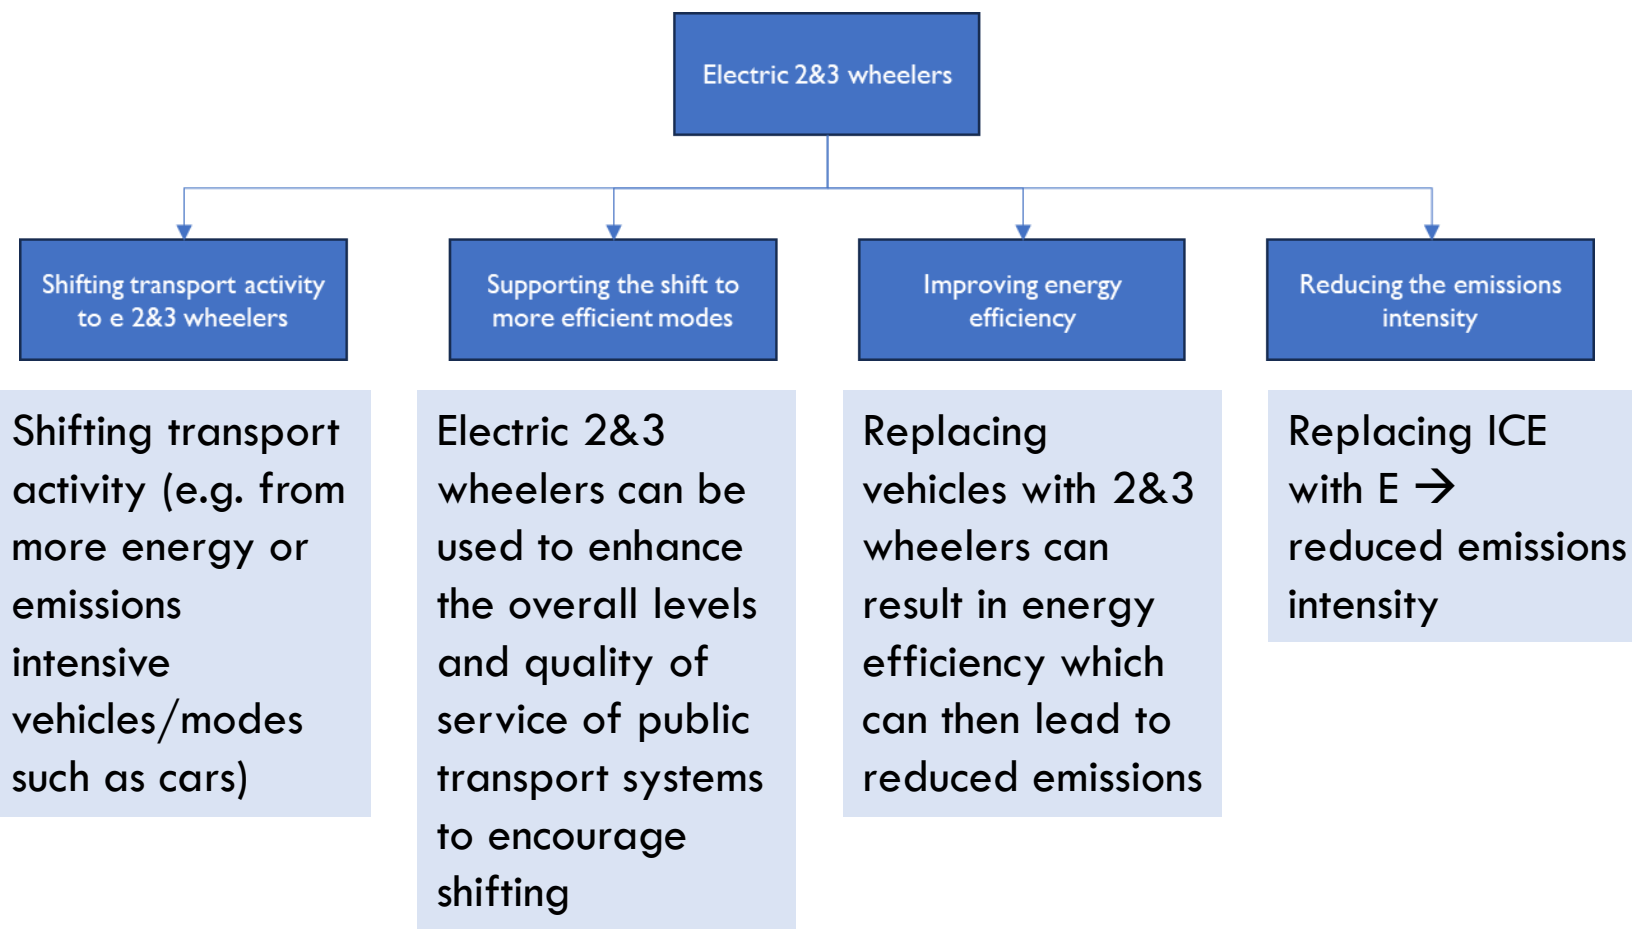 Electric 2&3 wheelers
Shifting transport activity
to e 2&3 wheelers
Supporting the shift to
more efficient modes
Improving energy
efficiency
Reducing the emissions
intensity
Shifting transport
activity (e.g. from
more energy or
emissions
intensive
vehicles/modes
such as cars)
Electric 2&3
wheelers can be
used to enhance
the overall levels
and quality of
service of public
transport systems
to encourage
shifting
Replacing
vehicles with 2&3
wheelers can
result in energy
efficiency which
can then lead to
reduced emissions
Replacing ICE
with E →
reduced emissions
intensity